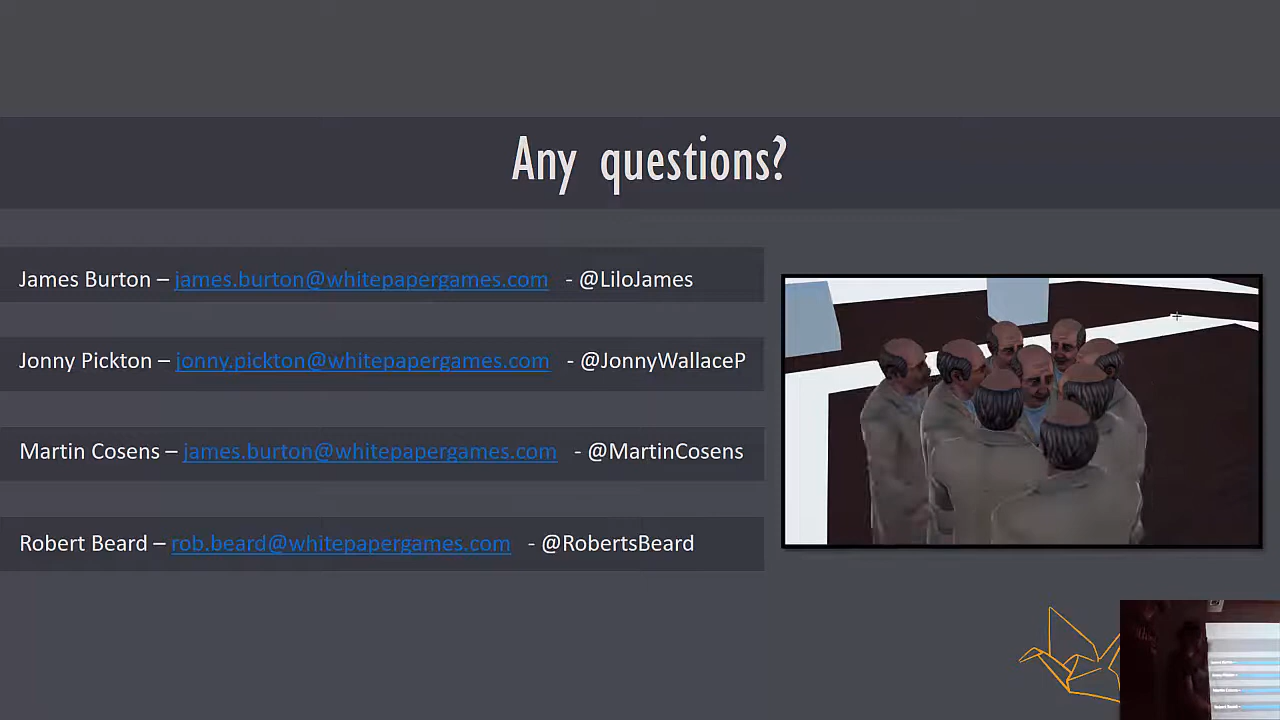 Any questions?
James Burton – james.burton@whitepapergames.com - @LiloJames
Jonny Pickton – jonny.pickton@whitepapergames.com - @JonnyWallaceP
Martin Cosens – james.burton@whitepapergames.com - @MartinCosens
Robert Beard – rob.beard@whitepapergames.com - @RobertsBeard